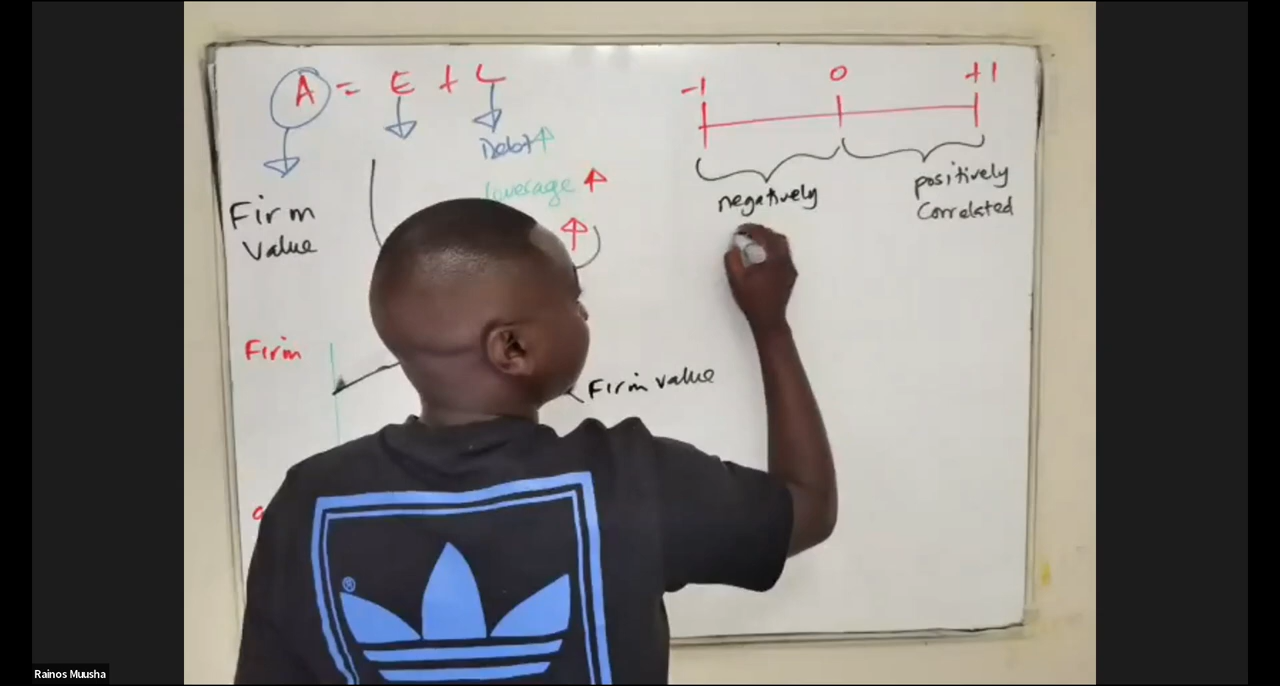 A = E + L
Debt↑
leverage ↑
↑
Firm
value
Firm
Firm value
-1 0 +1
negatively
positively
Correlated
®
Rainos Muusha